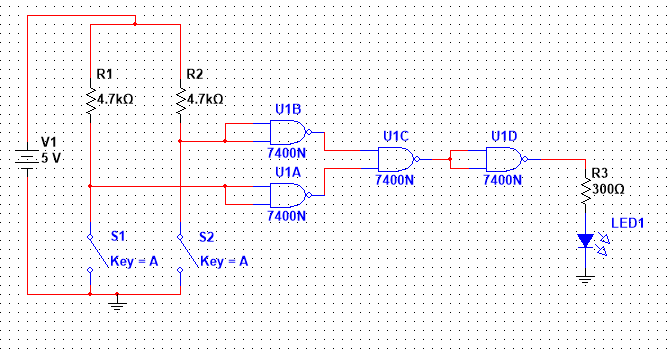 R1
4.7kΩ
R2
4.7kΩ
V1
5 V
U1B
7400N
U1A
7400N
U1C
7400N
U1D
7400N
R3
300Ω
LED1
S1
Key = A
S2
Key = A